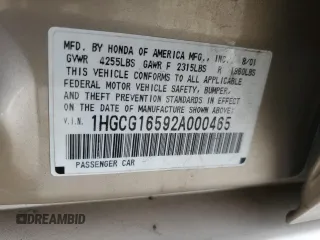 MFD. BY HONDA OF AMERICA MFG., INC. 8/01
GVWR 4255LBS GAWR F 2315LBS R 1960LBS
THIS VEHICLE CONFORMS TO ALL APPLICABLE
FEDERAL MOTOR VEHICLE SAFETY, BUMPER,
AND THEFT PREVENTION STANDARDS IN EFFECT
ON THE DATE OF MANUFACTURE SHOWN ABOVE.
V.I.N. 1HGCG16592A000465
PASSENGER CAR
DREAMBID